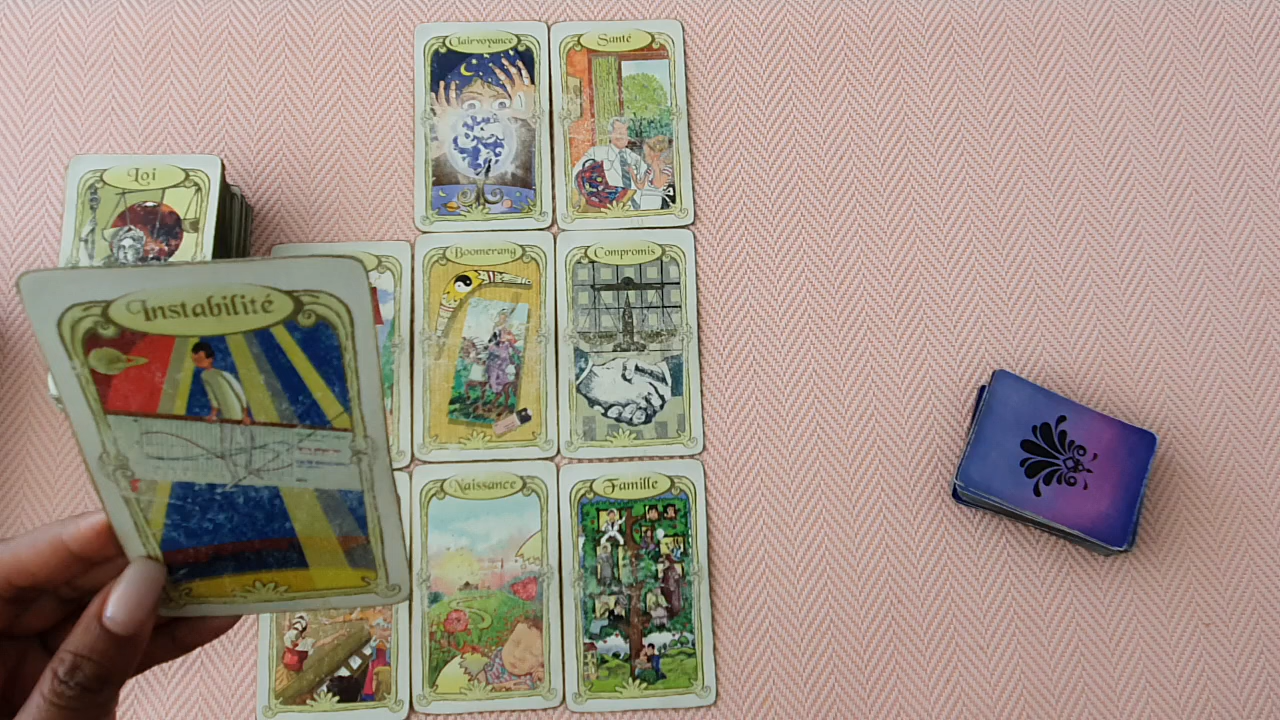 Clairvoyance
Santé
Loi
Boomerang
Compromis
Instabilité
Naissance
Famille